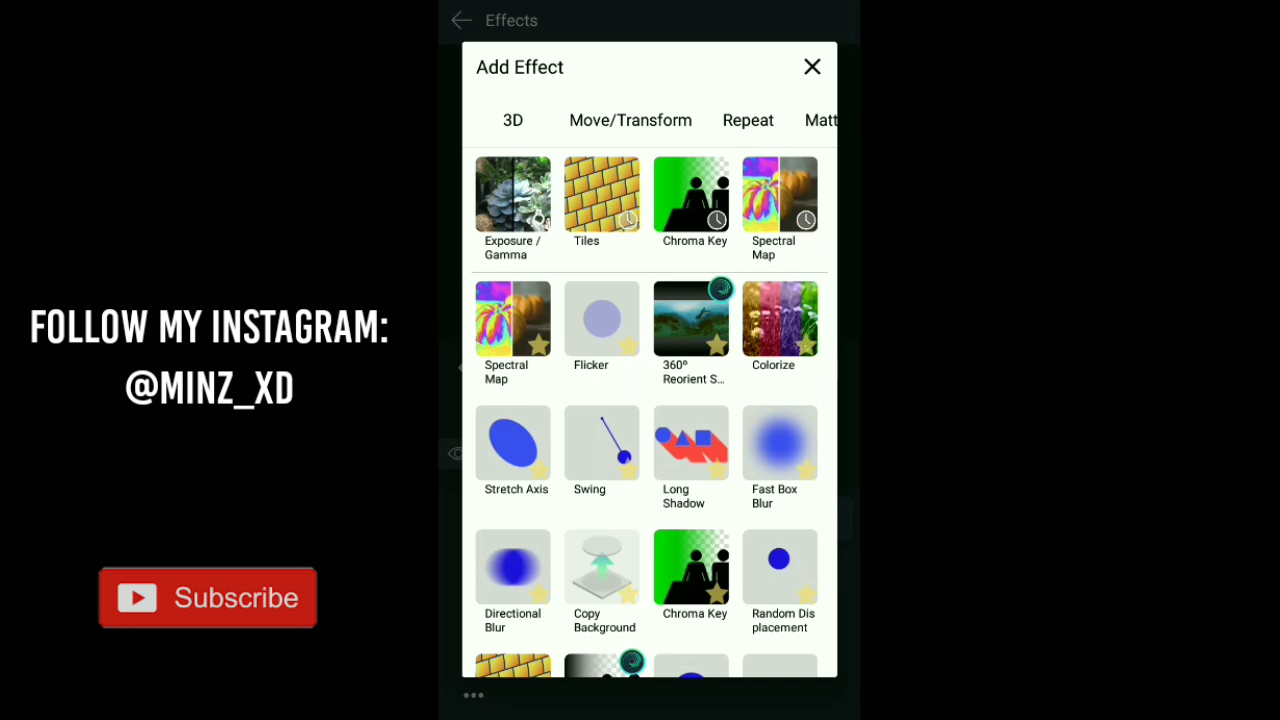 Effects
Add Effect
3D Move/Transform Repeat Matt
Exposure / Gamma
Tiles
Chroma Key
Spectral Map
Spectral Map
Flicker
360º Reorient S...
Colorize
Stretch Axis
Swing
Long Shadow
Fast Box Blur
Directional Blur
Copy Background
Chroma Key
Random Dis
placement
FOLLOW MY INSTAGRAM:
@MINZ_XD
Subscribe